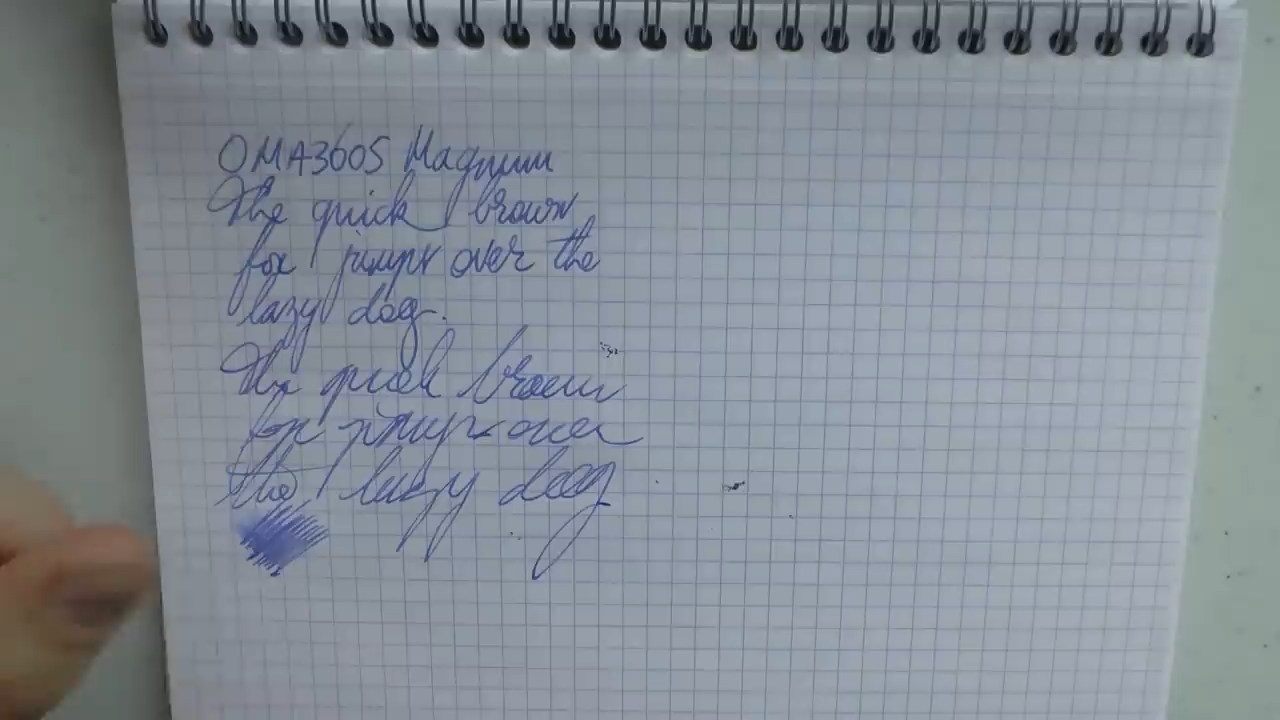 OMA3605 Magnum
The quick brown
fox jumps over the
lazy dog.
The quick brown
fox jumps over
the lazy dog